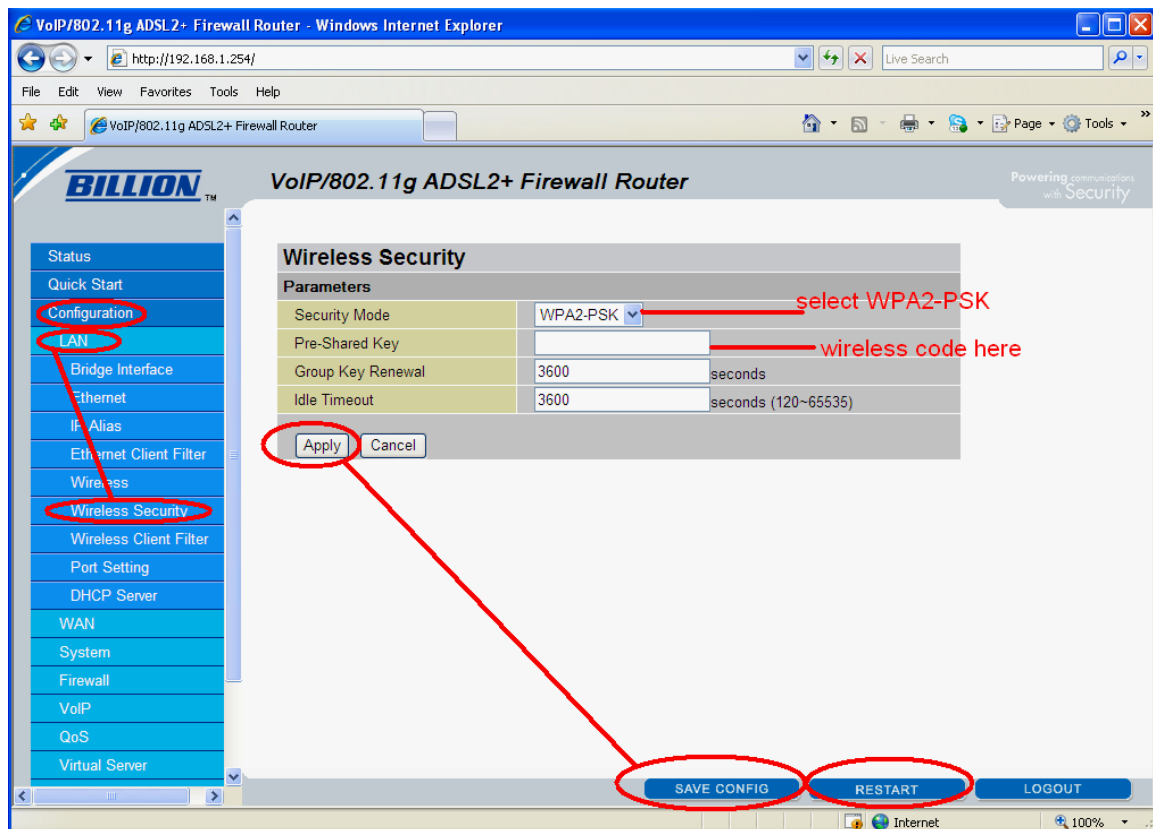 VoIP/802.11g ADSL2+ Firewall Router - Windows Internet Explorer
http://192.168.1.254/
Live Search
File Edit View Favorites Tools Help
VoIP/802.11g ADSL2+ Firewall Router
Page
Tools
»
BILLION TM
VoIP/802.11g ADSL2+ Firewall Router
Powering communications
with Security
Status
Quick Start
Configuration
LAN
Bridge Interface
Ethernet
IP Alias
Ethernet Client Filter
Wireless
Wireless Security
Wireless Client Filter
Port Setting
DHCP Server
WAN
System
Firewall
VoIP
QoS
Virtual Server
Wireless Security
Parameters
Security Mode WPA2-PSK select WPA2-PSK
Pre-Shared Key wireless code here
Group Key Renewal 3600 seconds
Idle Timeout 3600 seconds (120~65535)
Apply Cancel
SAVE CONFIG RESTART LOGOUT
Internet 100%